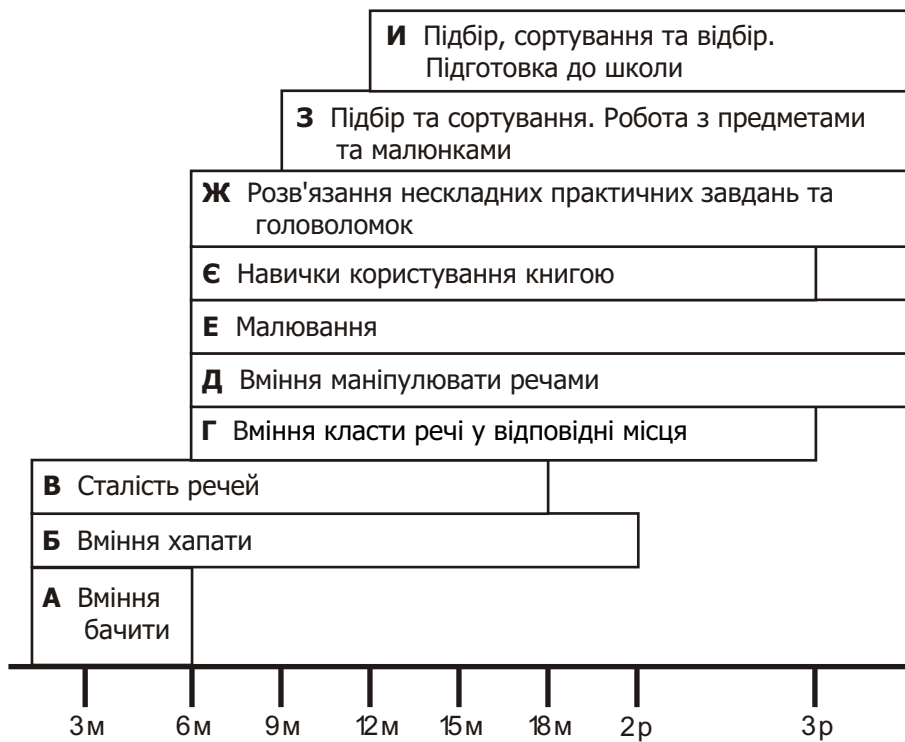 И Підбір, сортування та відбір.
Підготовка до школи
З Підбір та сортування. Робота з предметами
та малюнками
Ж Розв'язання нескладних практичних завдань та
головоломок
Є Навички користування книгою
Е Малювання
Д Вміння маніпулювати речами
Г Вміння класти речі у відповідні місця
В Сталість речей
Б Вміння хапати
А Вміння
бачити
3м 6м 9м 12м 15м 18м 2р 3р